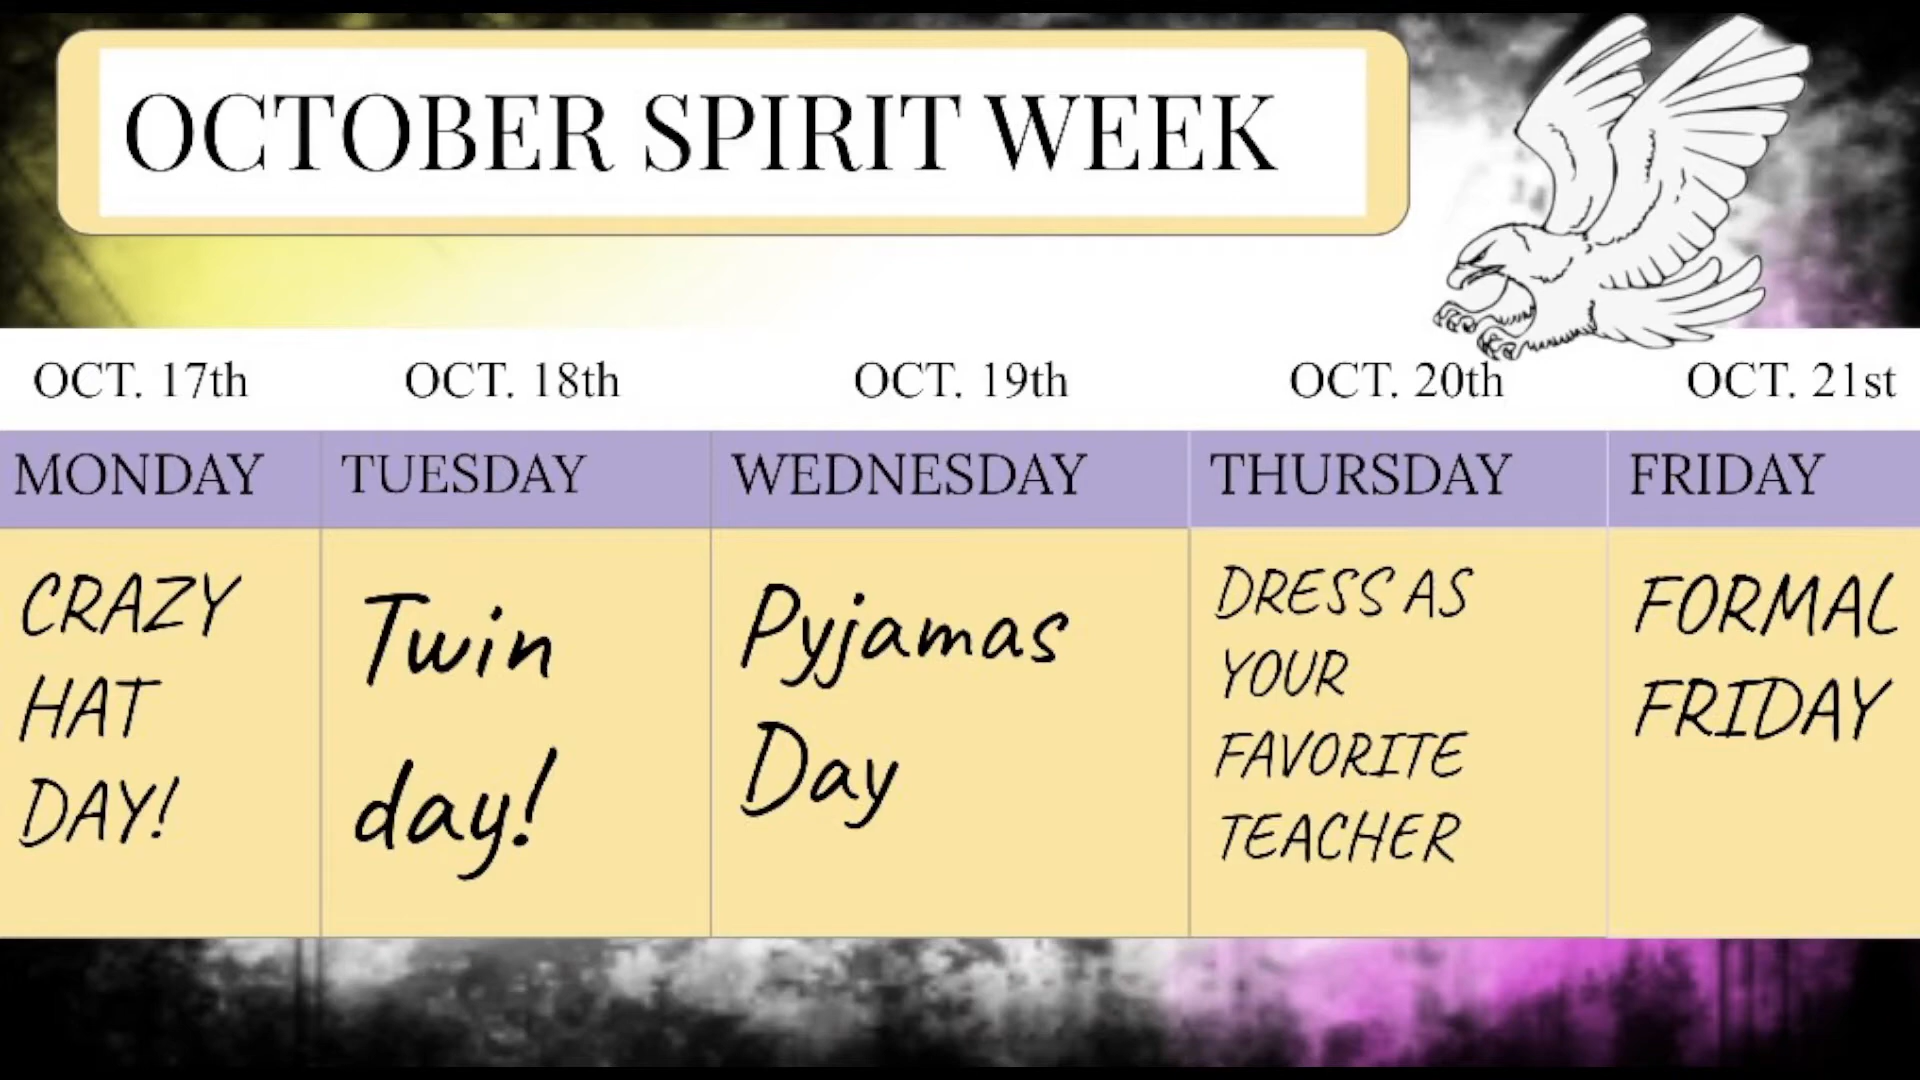 OCTOBER SPIRIT WEEK
OCT. 17th OCT. 18th OCT. 19th OCT. 20th OCT. 21st
MONDAY TUESDAY WEDNESDAY THURSDAY FRIDAY
CRAZY
HAT
DAY!
Twin
day!
Pyjamas
Day
DRESS AS
YOUR
FAVORITE
TEACHER
FORMAL
FRIDAY